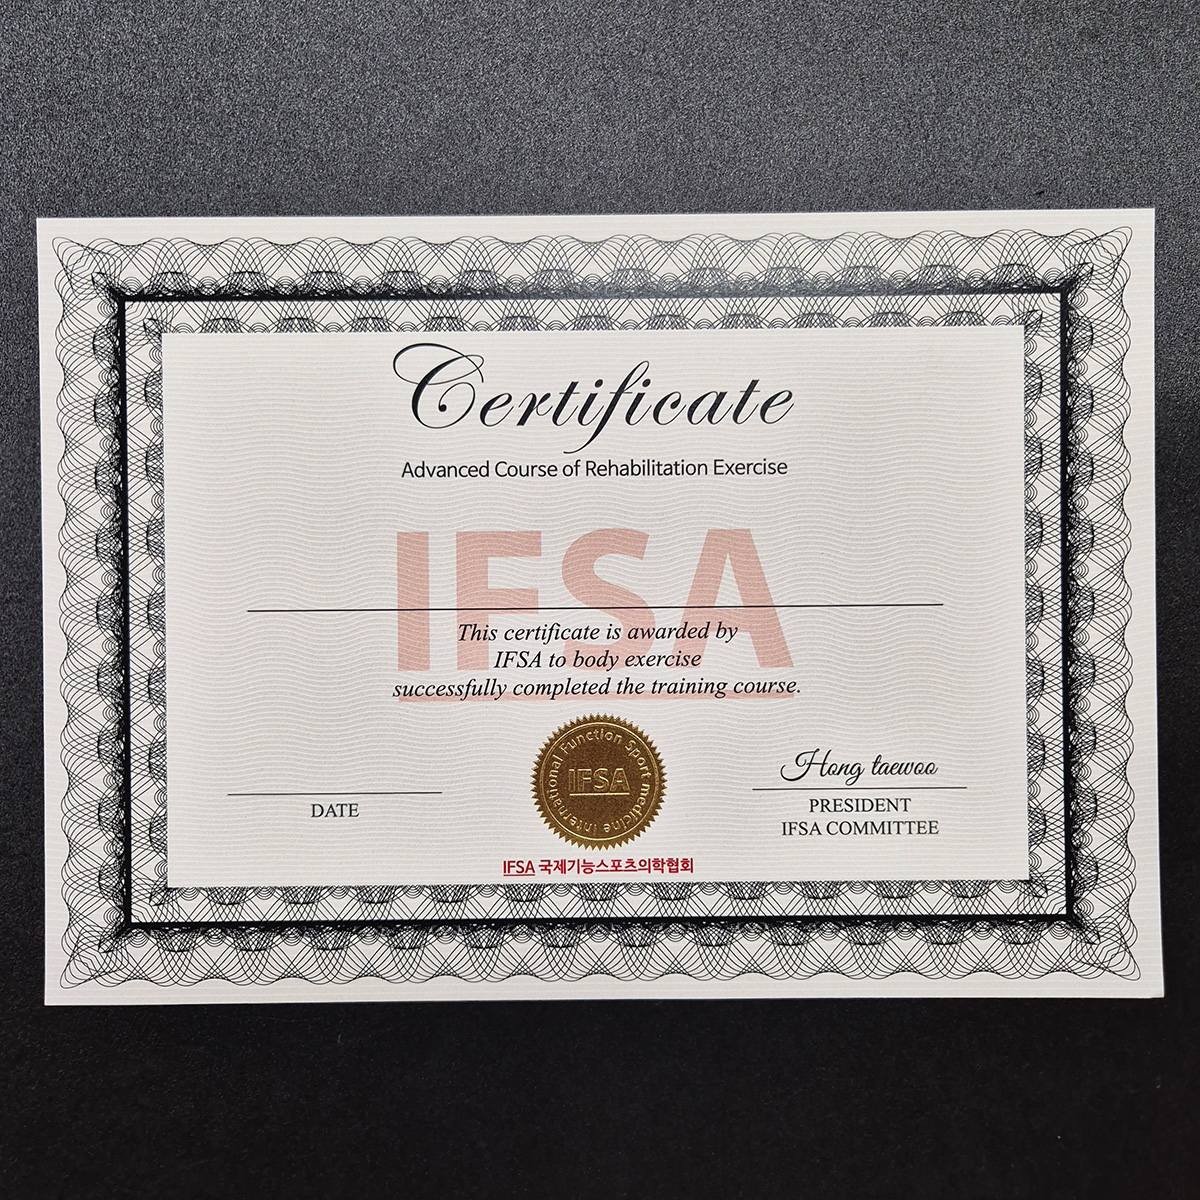 Certificate
Advanced Course of Rehabilitation Exercise
IFSA
This certificate is awarded by
IFSA to body exercise
successfully completed the training course.
International Function Sport medicine
IFSA
Hong taewoo
DATE
PRESIDENT
IFSA COMMITTEE
IFSA 국제기능스포츠의학협회